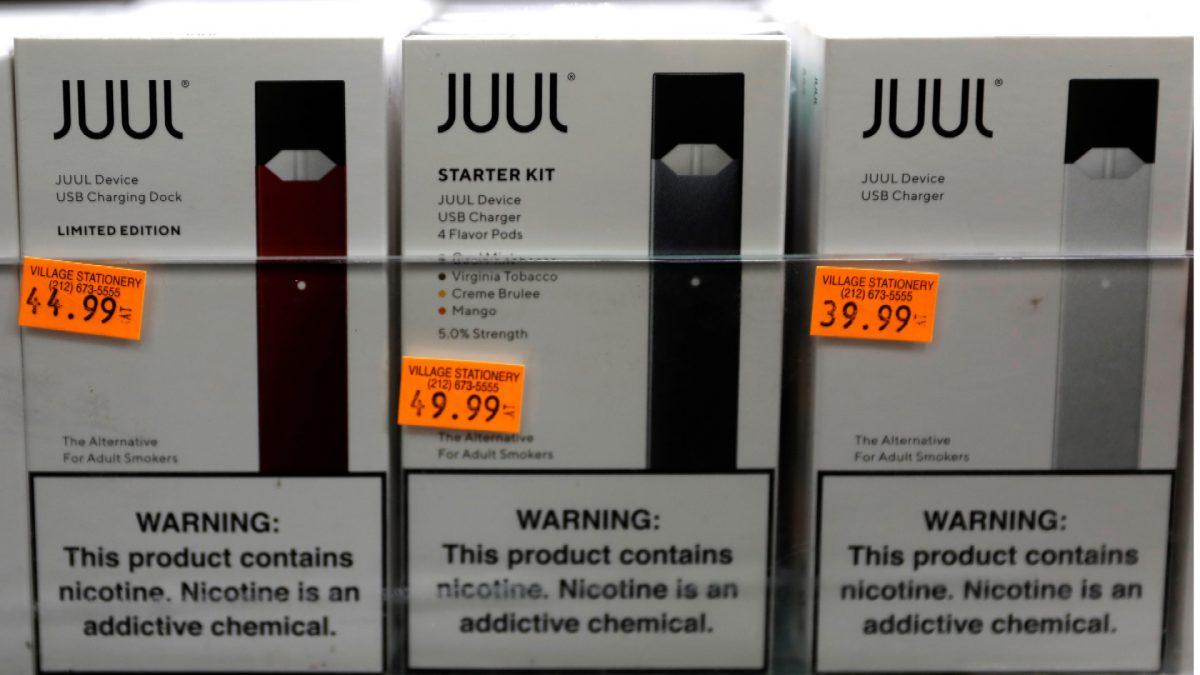 JUUL®
JUUL Device
USB Charging Dock
LIMITED EDITION
VILLAGE STATIONERY
(212) 673-5555
44.99
The Alternative
For Adult Smokers
WARNING:
This product contains
nicotine. Nicotine is an
addictive chemical.
JUUL®
STARTER KIT
JUUL Device
USB Charger
4 Flavor Pods
Virginia Tobacco
Creme Brulee
Mango
5.0% Strength
VILLAGE STATIONERY
(212) 673-5555
49.99
The Alternative
For Adult Smokers
WARNING:
This product contains
nicotine. Nicotine is an
addictive chemical.
JUUL®
JUUL Device
USB Charger
VILLAGE STATIONERY
(212) 673-5555
39.99
The Alternative
For Adult Smokers
WARNING:
This product contains
nicotine. Nicotine is an
addictive chemical.